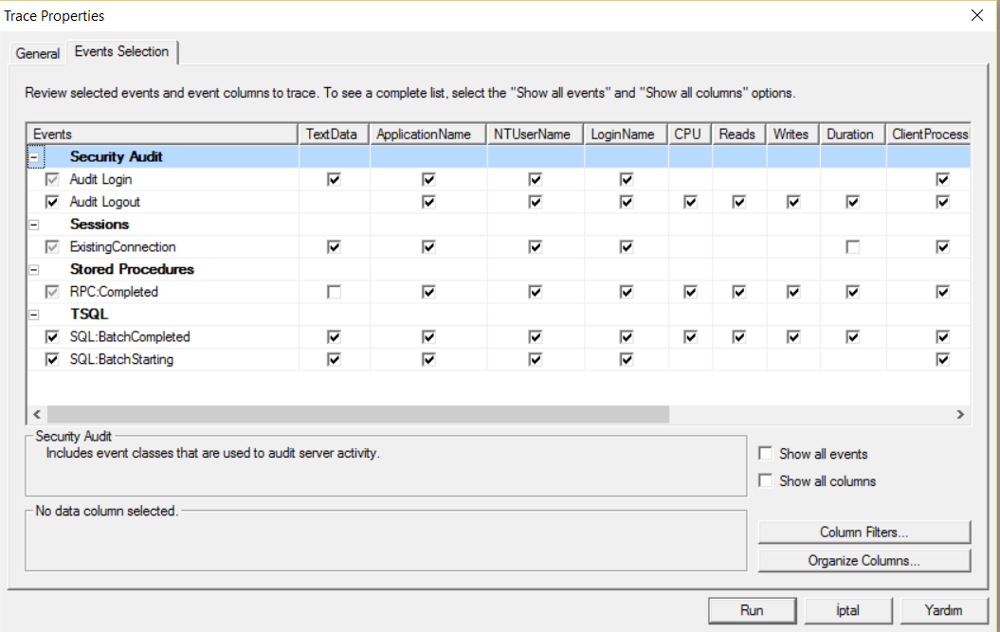 Trace Properties
General
Events Selection
Review selected events and event columns to trace. To see a complete list, select the "Show all events" and "Show all columns" options.
Events TextData ApplicationName NTUserName LoginName CPU Reads Writes Duration ClientProcessI
Security Audit
Audit Login
Audit Logout
Sessions
ExistingConnection
Stored Procedures
RPC:Completed
TSQL
SQL:BatchCompleted
SQL:BatchStarting
Security Audit
Includes event classes that are used to audit server activity.
Show all events
Show all columns
No data column selected.
Column Filters...
Organize Columns...
Run
İptal
Yardım